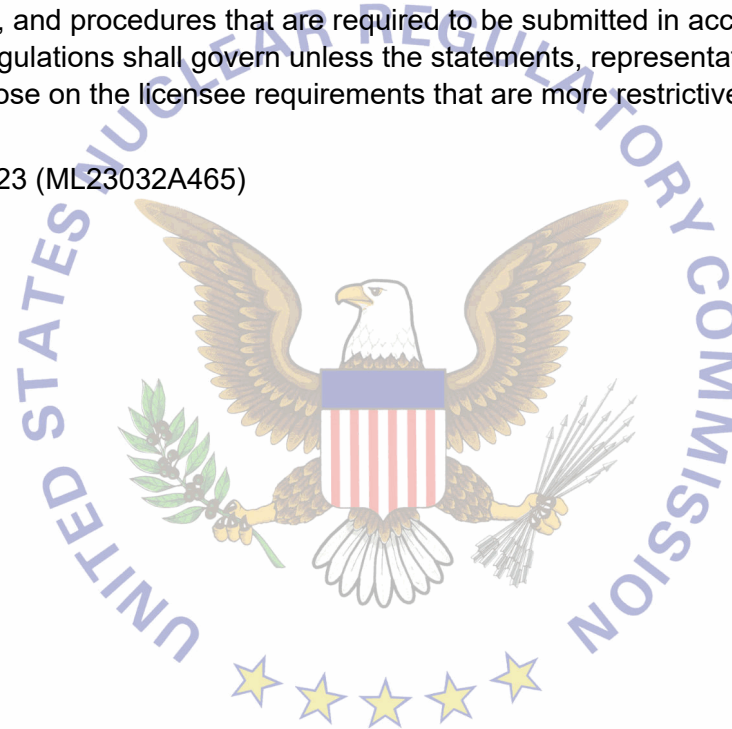 , and procedures that are required to be submitted in acc
gulations shall govern unless the statements, representat
ose on the licensee requirements that are more restrictive
23 (ML23032A465)
UNITED STATES NUCLEAR REGULATORY COMMISSION